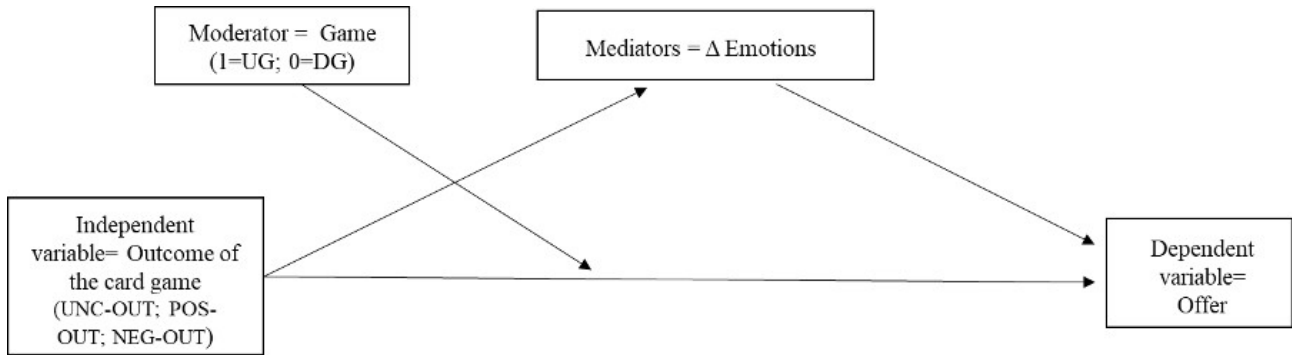 Moderator = Game
(1=UG; 0=DG)
Mediators = Δ Emotions
Independent
variable= Outcome of
the card game
(UNC-OUT; POS-
OUT; NEG-OUT)
Dependent
variable=
Offer